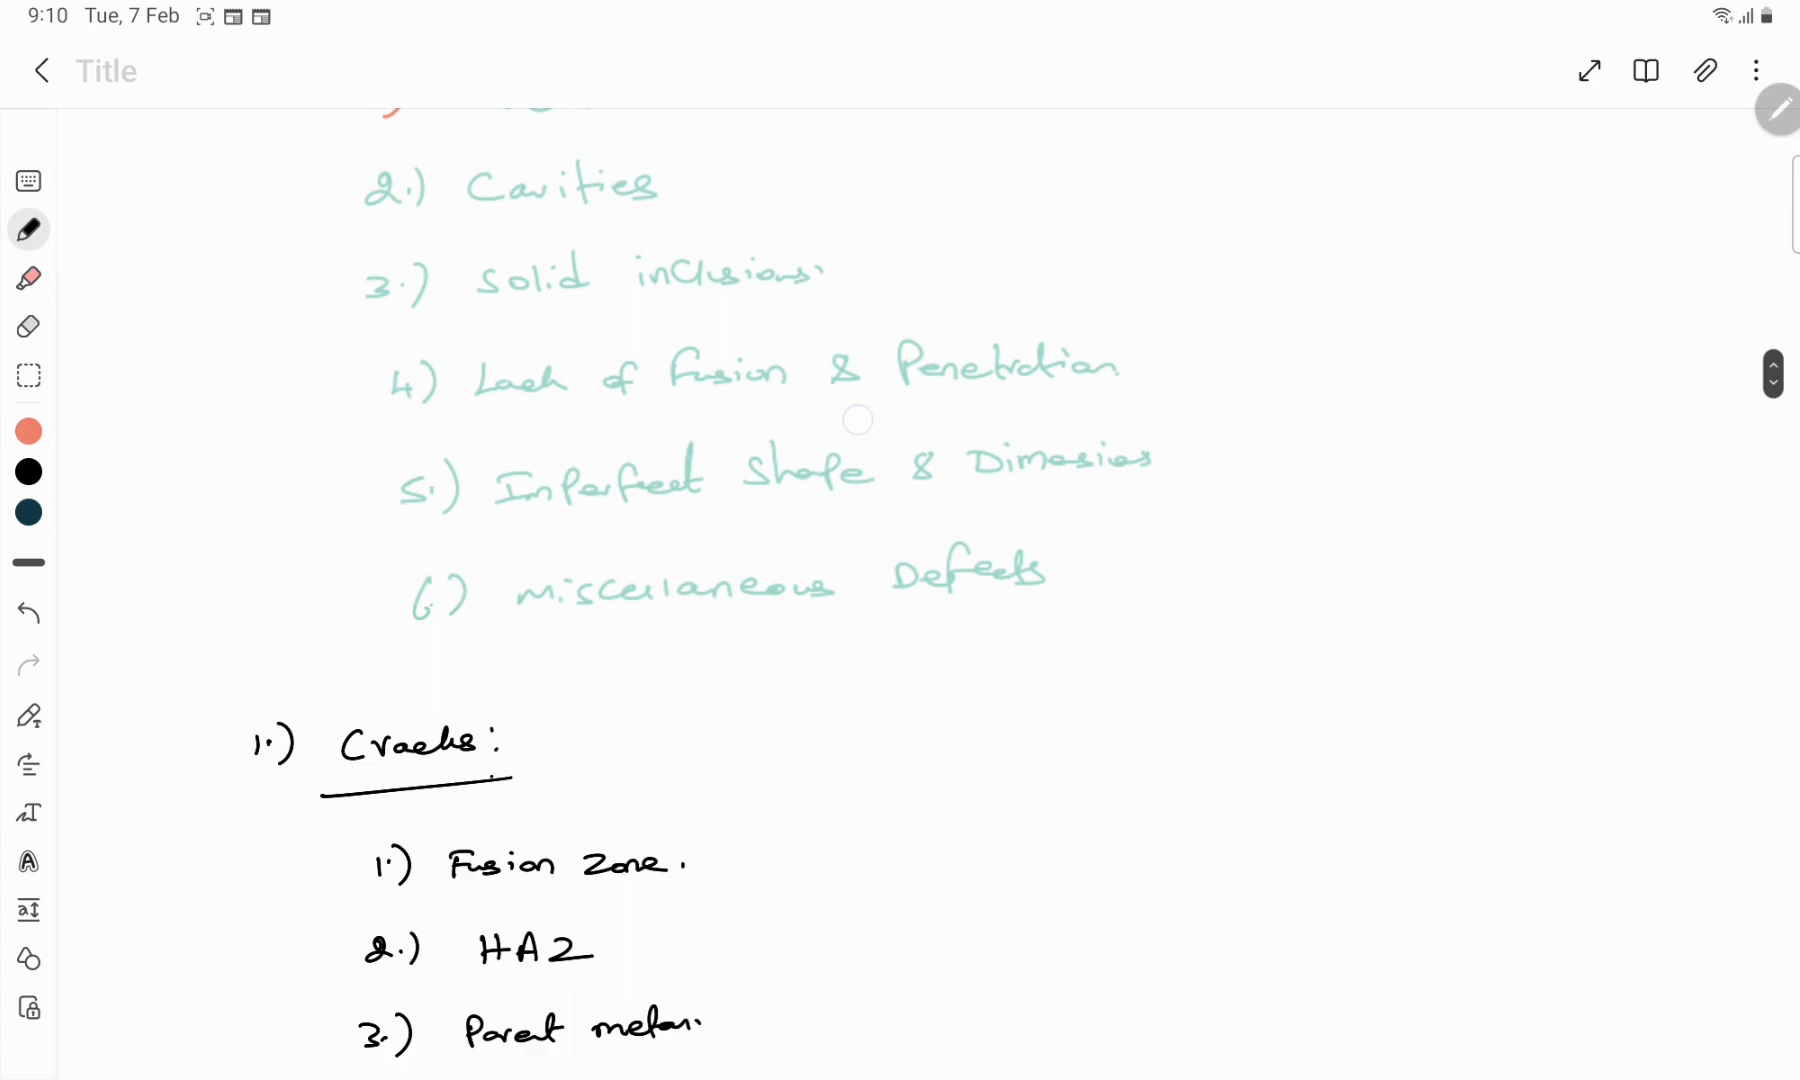 9:10 Tue, 7 Feb
Title
2.) Cavities
3.) Solid inclusions.
4) Lack of Fusion & Penetration.
5.) Imperfect Shape & Dimesios
6.) miscellaneous Defects
1.) Cracks:
1.) Fusion Zone.
2.) HAZ
3.) Parent metal.